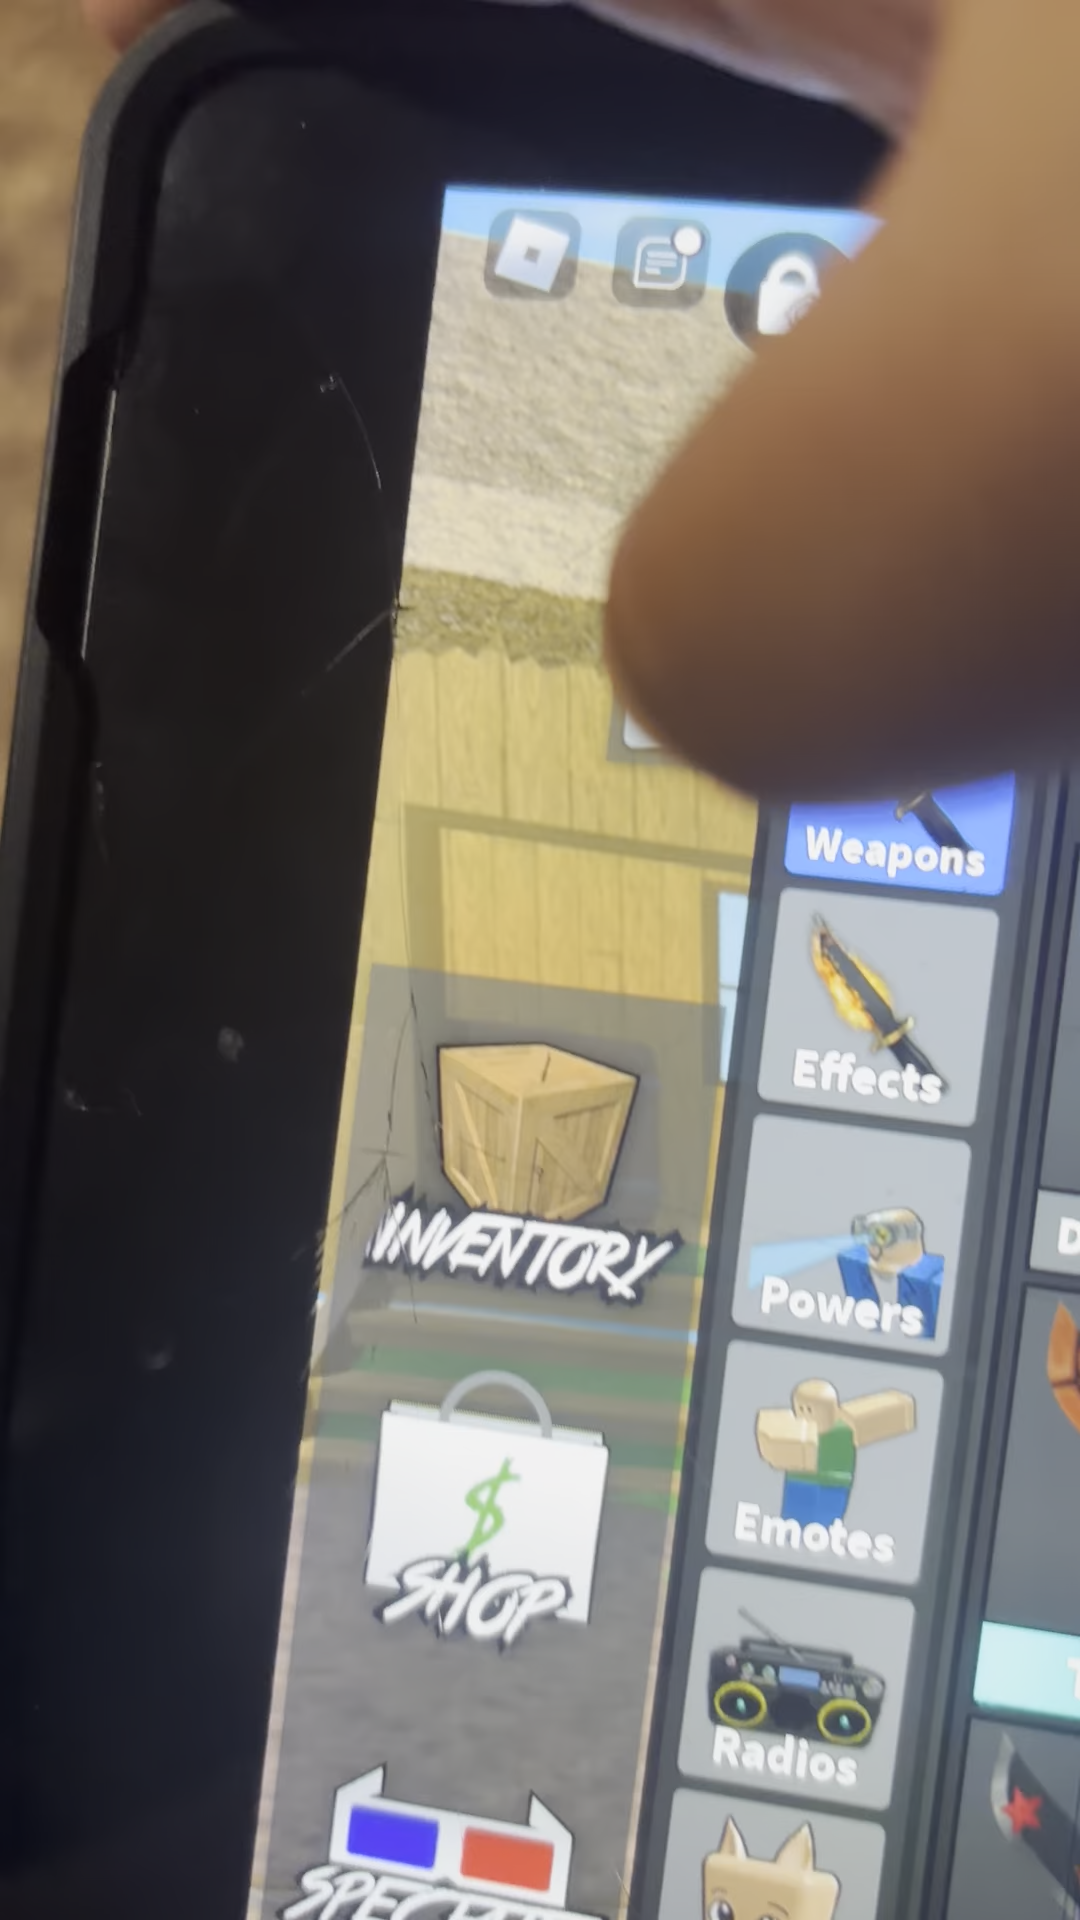 Weapons
Effects
INVENTORY
Powers
Emotes
SHOP
Radios